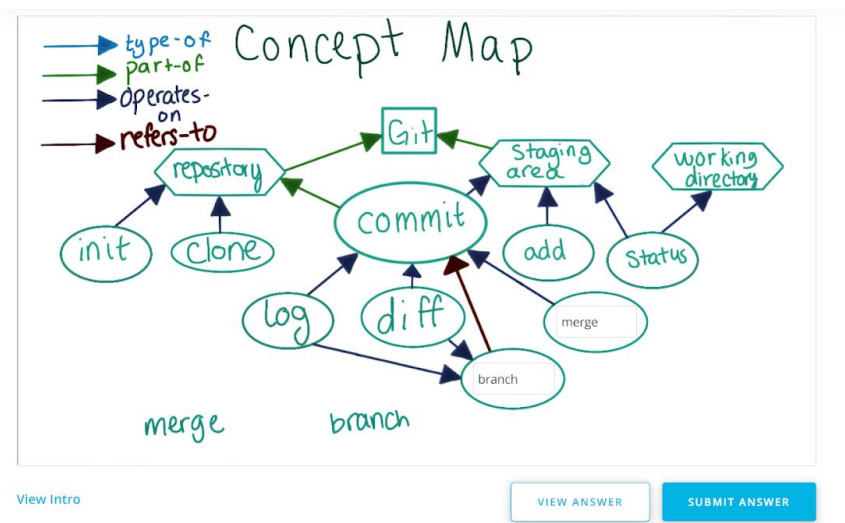 type-of
part-of
operates-
on
refers-to
Concept Map
Git
repository
Staging
area
working
directory
commit
init
clone
add
Status
log
diff
merge
branch
merge
branch
View Intro
VIEW ANSWER
SUBMIT ANSWER